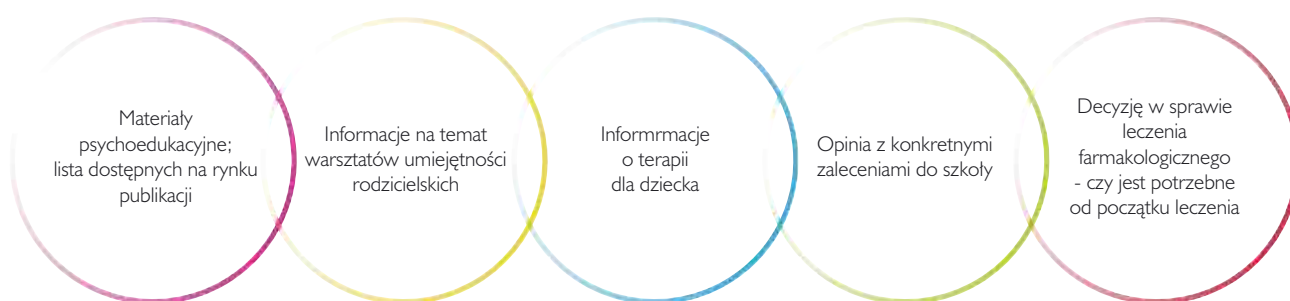 Materiały
psychoedukacyjne;
lista dostępnych na rynku
publikacji
Informacje na temat
warsztatów umiejętności
rodzicielskich
Informrmacje
o terapii
dla dziecka
Opinia z konkretnymi
zaleceniami do szkoły
Decyzję w sprawie
leczenia
farmakologicznego
- czy jest potrzebne
od początku leczenia